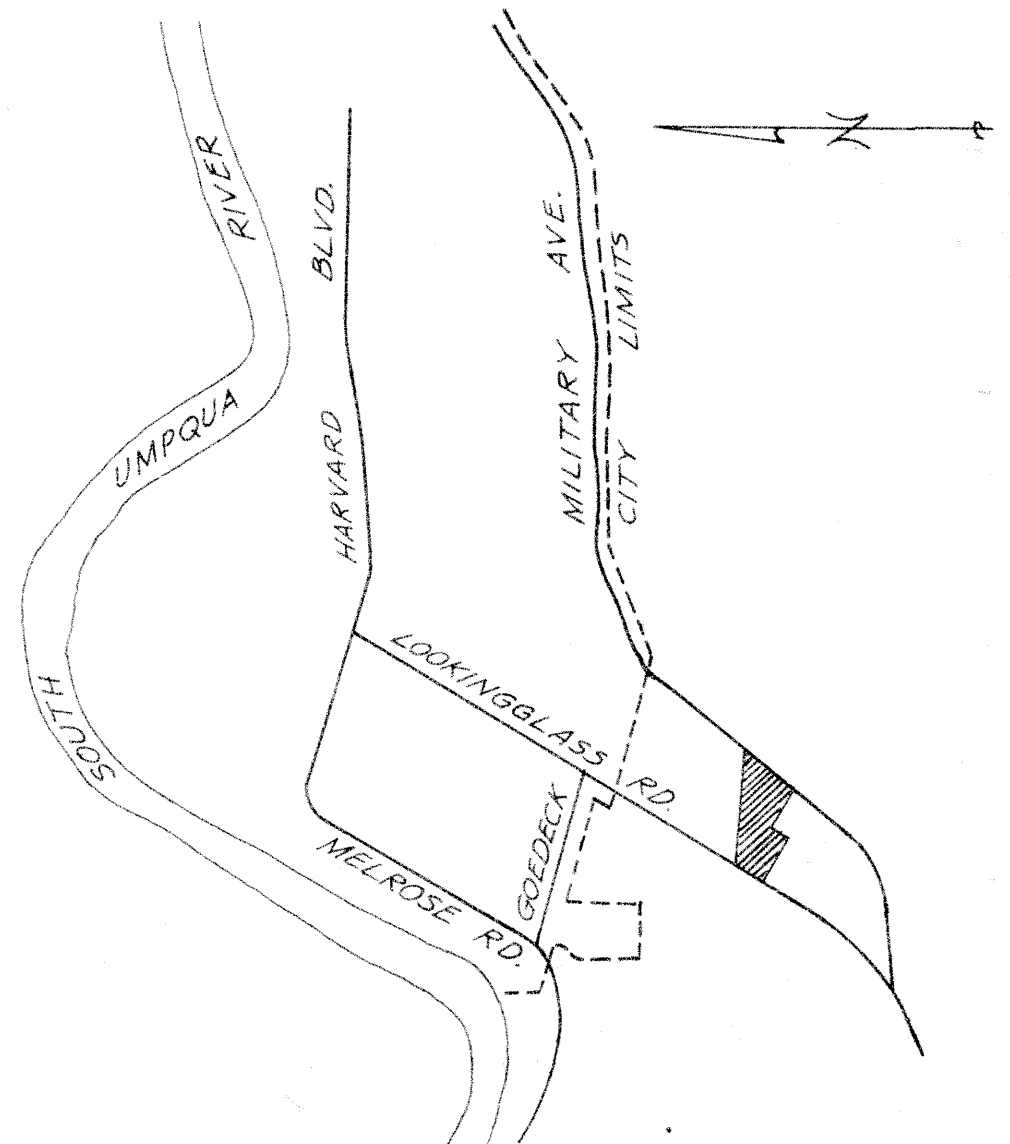 SOUTH
UMPQUA
RIVER
HARVARD
BLVD.
MILITARY
AVE.
CITY
LIMITS
LOOKINGGLASS
RD.
MELROSE
RD.
GOEDECK
N